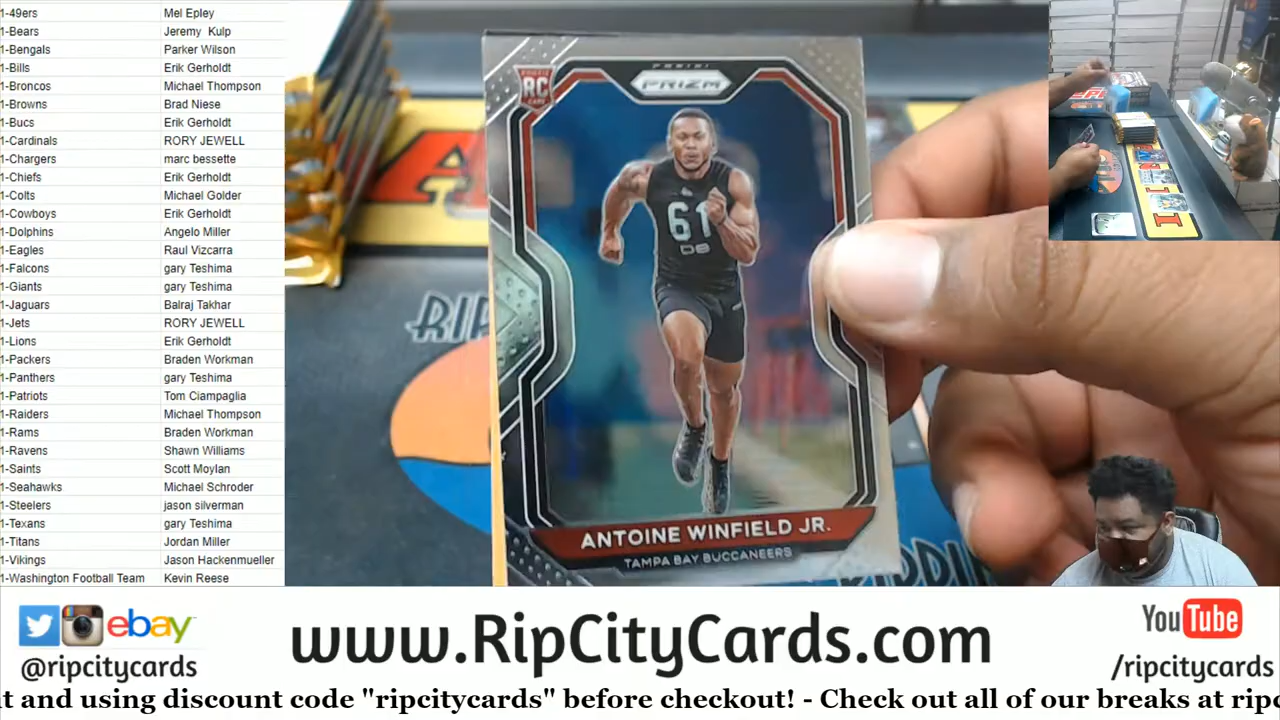 1-49ers Mel Epley
1-Bears Jeremy Kulp
1-Bengals Parker Wilson
1-Bills Erik Gerholdt
1-Broncos Michael Thompson
1-Browns Brad Niese
1-Bucs Erik Gerholdt
1-Cardinals RORY JEWELL
1-Chargers marc bessette
1-Chiefs Erik Gerholdt
1-Colts Michael Golder
1-Cowboys Erik Gerholdt
1-Dolphins Angelo Miller
1-Eagles Raul Vizcarra
1-Falcons gary Teshima
1-Giants gary Teshima
1-Jaguars Balraj Takhar
1-Jets RORY JEWELL
1-Lions Erik Gerholdt
1-Packers Braden Workman
1-Panthers gary Teshima
1-Patriots Tom Ciampaglia
1-Raiders Michael Thompson
1-Rams Braden Workman
1-Ravens Shawn Williams
1-Saints Scott Moylan
1-Seahawks Michael Schroder
1-Steelers jason silverman
1-Texans gary Teshima
1-Titans Jordan Miller
1-Vikings Jason Hackenmueller
1-Washington Football Team Kevin Reese
PANINI
PRIZM
ROOKIE
RC
CARD
61
DB
ANTOINE WINFIELD JR.
TAMPA BAY BUCCANEERS
RIP
ebay
@ripcitycards
www.RipCityCards.com
YouTube
/ripcitycards
t and using discount code "ripcitycards" before checkout! - Check out all of our breaks at ripc